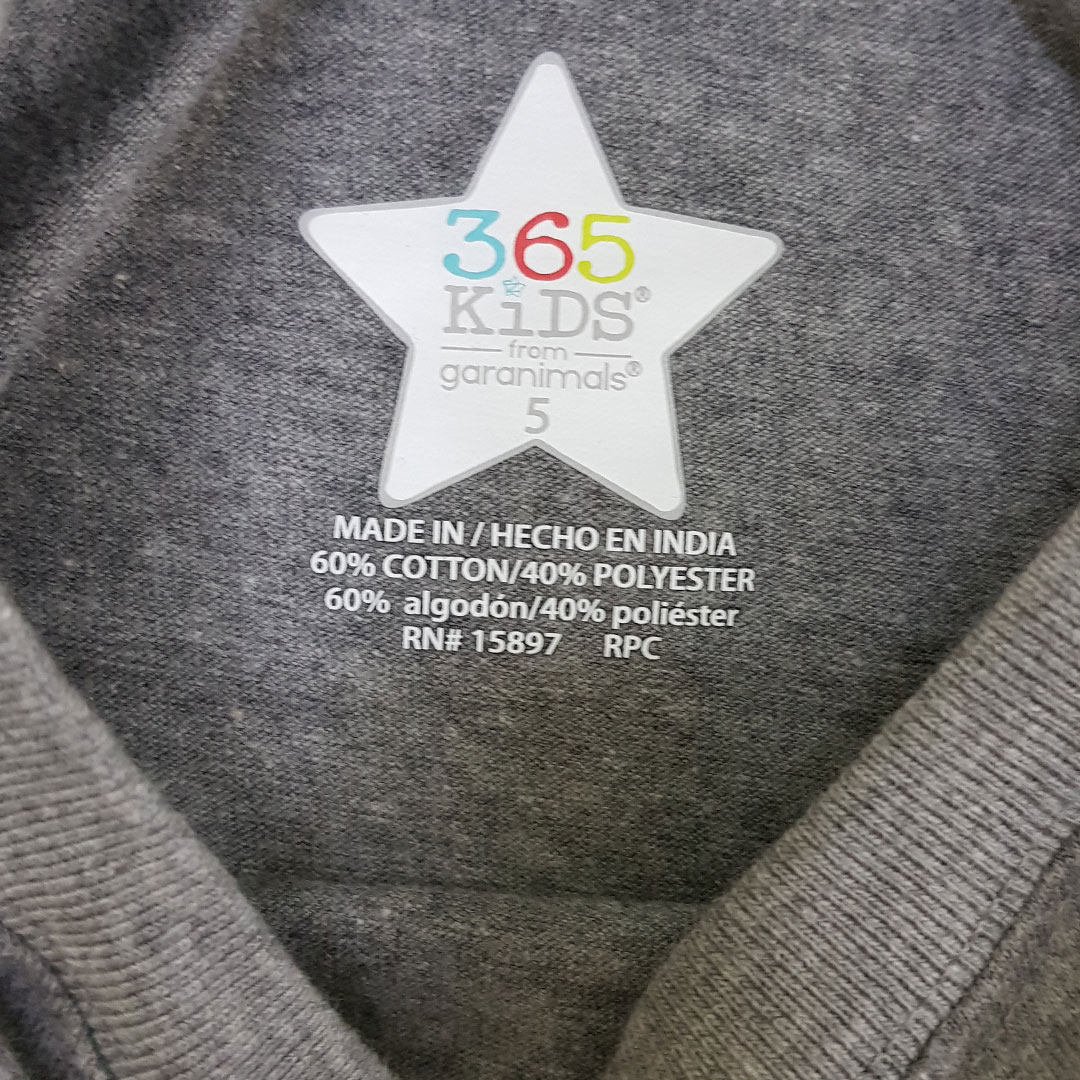 365
KiDS®
from
garanimals®
5
MADE IN / HECHO EN INDIA
60% COTTON/40% POLYESTER
60% algodón/40% poliéster
RN# 15897 RPC